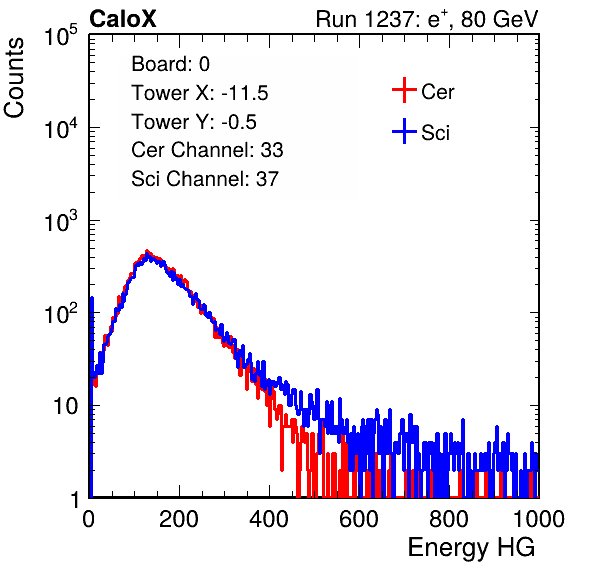 CaloX Run 1237: e⁺, 80 GeV
Counts
10⁵
10⁴
10³
10²
10
1
Board: 0
Tower X: -11.5
Tower Y: -0.5
Cer Channel: 33
Sci Channel: 37
Cer
Sci
0 200 400 600 800 1000
Energy HG